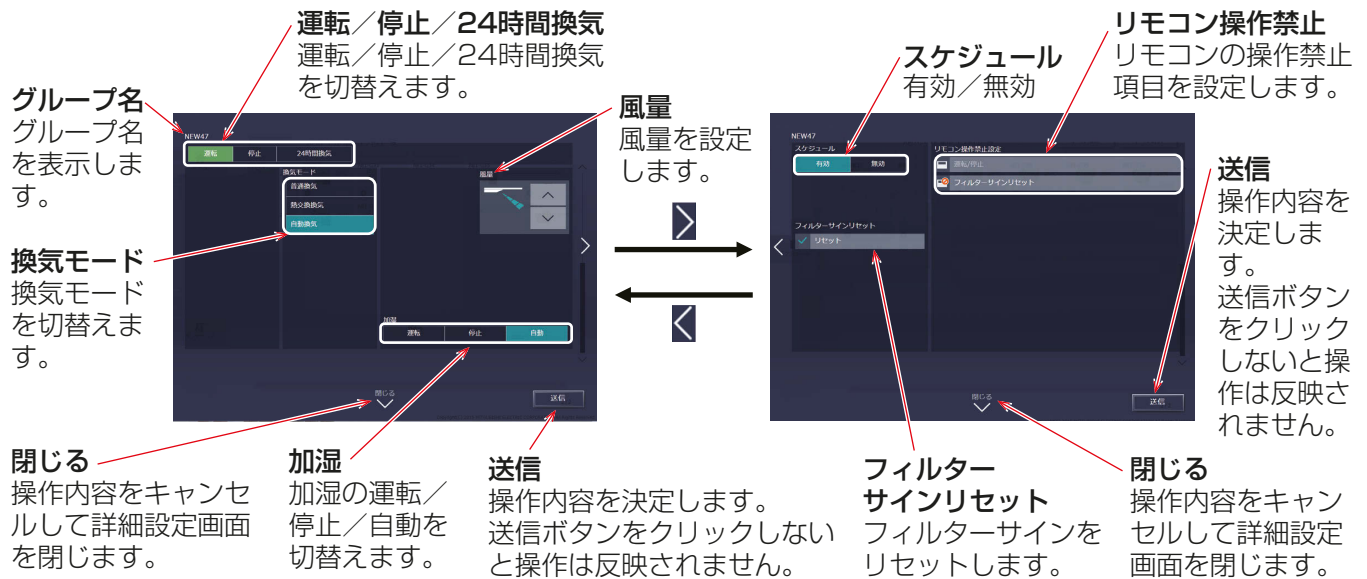 運転／停止／24時間換気
運転／停止／24時間換気
を切替えます。
グループ名
グループ名
を表示しま
す。
換気モード
換気モード
を切替えま
す。
風量
風量を設定
します。
NEW47
運転 停止 24時間換気
換気モード
普通換気
熱交換換気
自動換気
風量
加湿
運転 停止 自動
閉じる
送信
閉じる
操作内容をキャンセ
ルして詳細設定画面
を閉じます。
加湿
加湿の運転／
停止／自動を
切替えます。
送信
操作内容を決定します。
送信ボタンをクリックしない
と操作は反映されません。
スケジュール
有効／無効
リモコン操作禁止
リモコンの操作禁止
項目を設定します。
NEW47
スケジュール
有効 無効
リモコン操作禁止設定
運転/停止
フィルターサインリセット
フィルターサインリセット
リセット
閉じる
送信
送信
操作内容を
決定しま
す。
送信ボタン
をクリック
しないと操
作は反映さ
れません。
フィルター
サインリセット
フィルターサインを
リセットします。
閉じる
操作内容をキャン
セルして詳細設定
画面を閉じます。